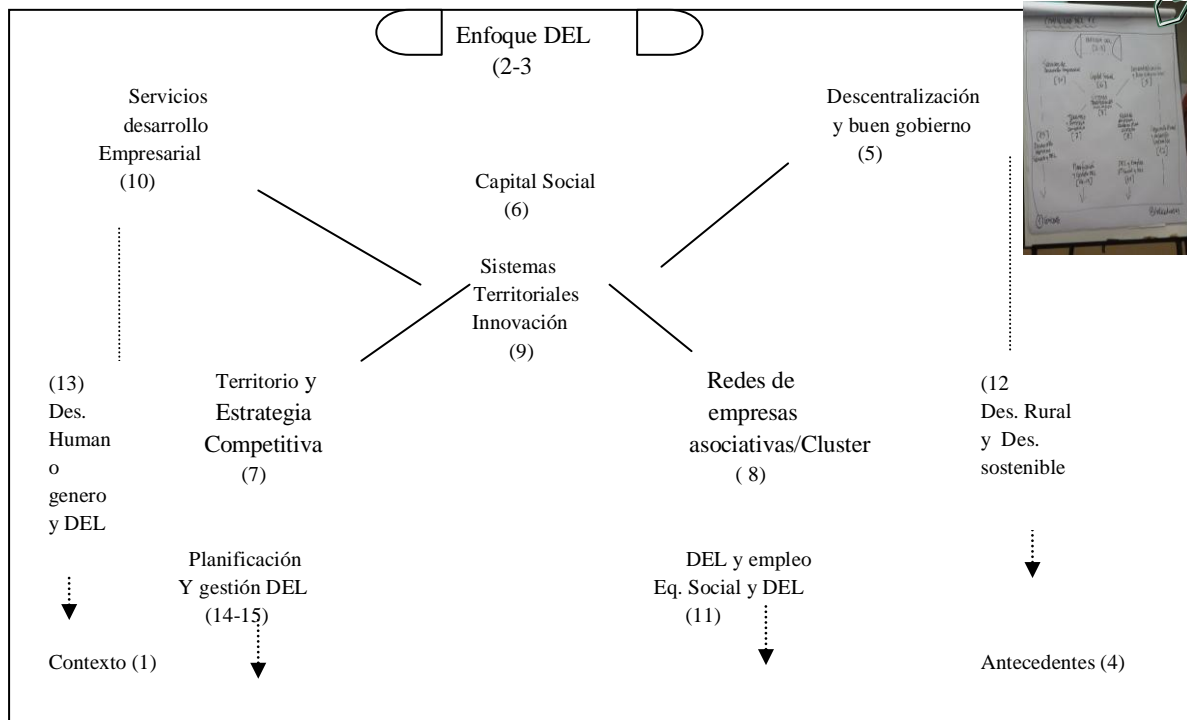 Enfoque DEL
(2-3
Servicios
desarrollo
Empresarial
(10)
Descentralización
y buen gobierno
(5)
Capital Social
(6)
Sistemas
Territoriales
Innovación
(9)
(13)
Des.
Human
o
genero
y DEL
Territorio y
Estrategia
Competitiva
(7)
Redes de
empresas
asociativas/Cluster
( 8)
(12
Des. Rural
y Des.
sostenible
Planificación
Y gestión DEL
(14-15)
DEL y empleo
Eq. Social y DEL
(11)
Contexto (1)
Antecedentes (4)